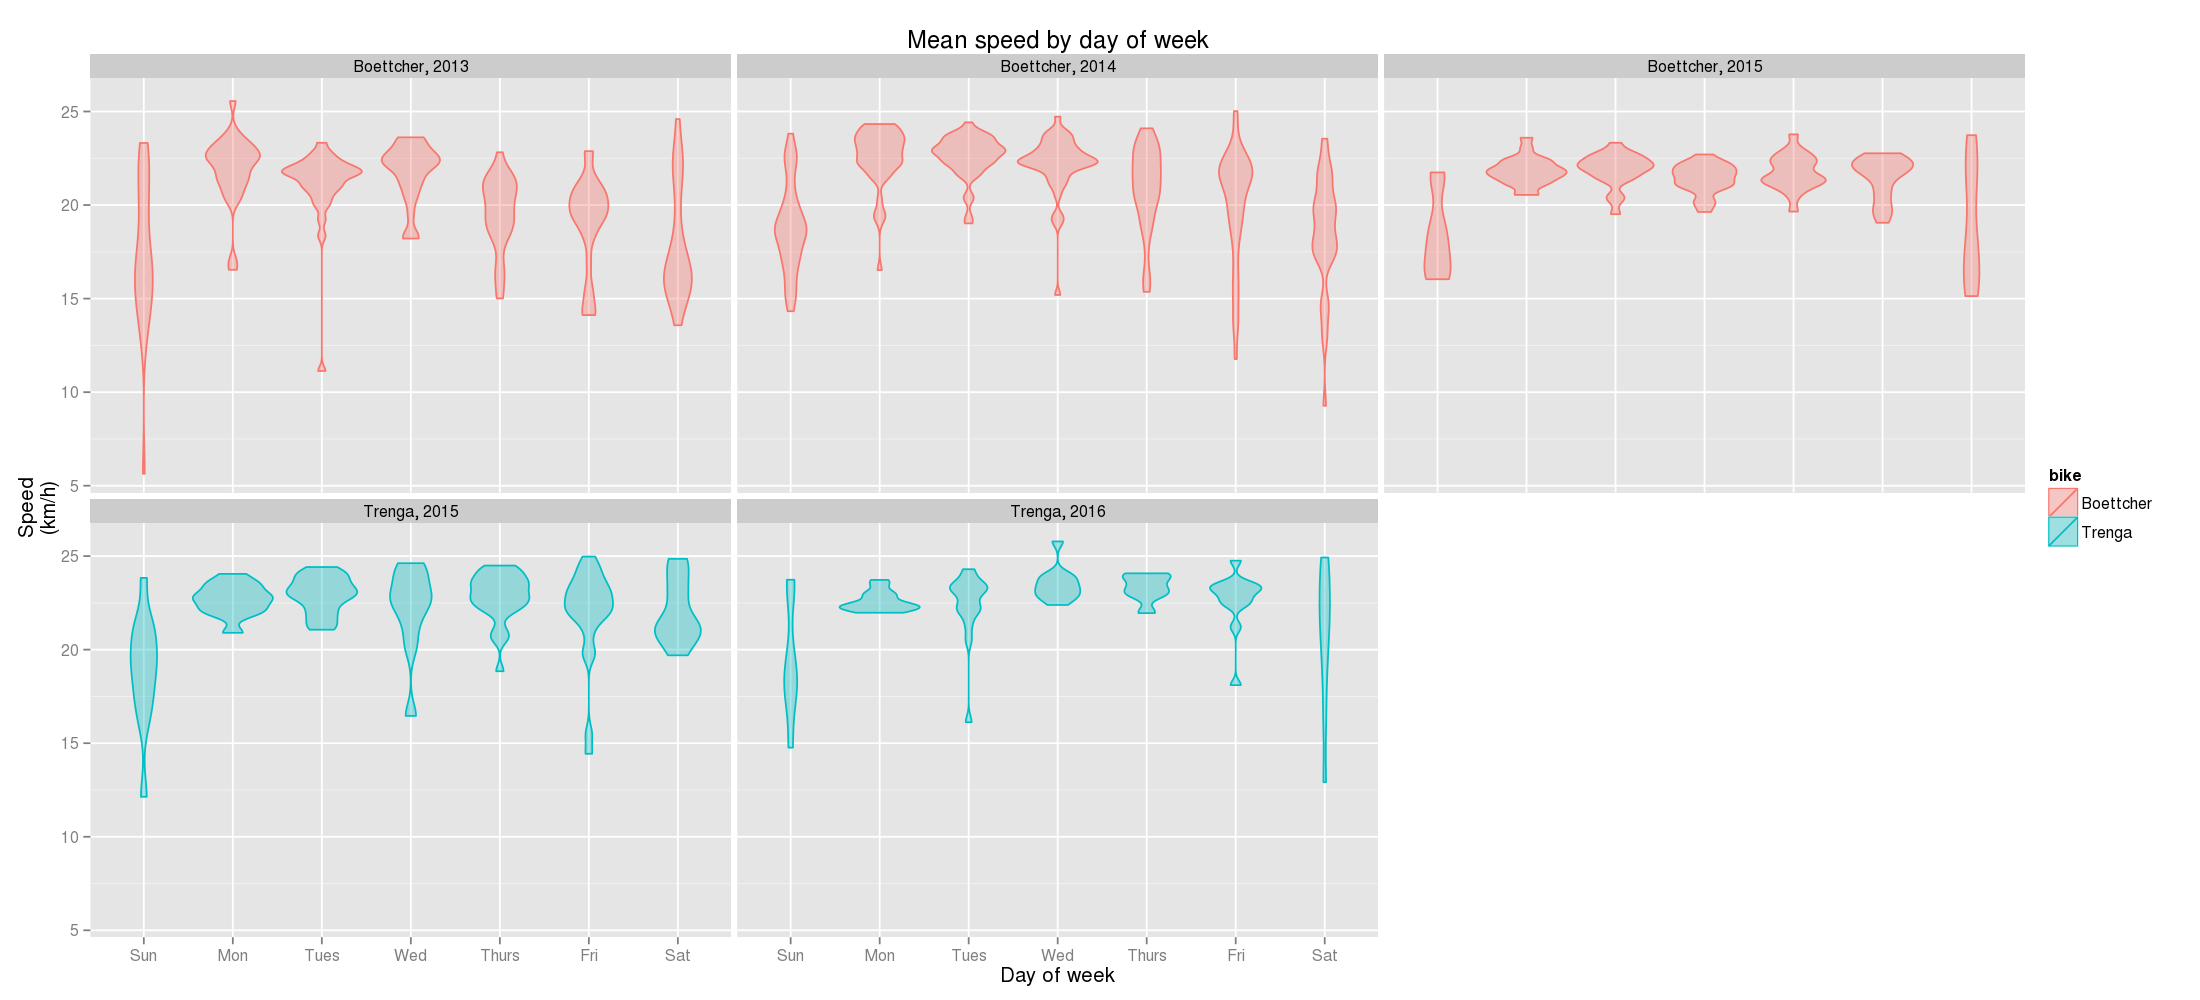 Mean speed by day of week
Boettcher, 2013
Boettcher, 2014
Boettcher, 2015
25
20
15
10
5
Speed
(km/h)
bike
Boettcher
Trenga
Trenga, 2015
Trenga, 2016
25
20
15
10
5
Sun Mon Tues Wed Thurs Fri Sat
Sun Mon Tues Wed Thurs Fri Sat
Day of week